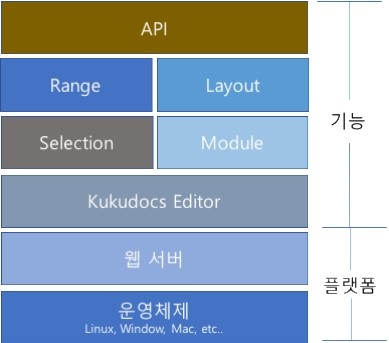 API
Range
Layout
Selection
Module
Kukudocs Editor
웹 서버
운영체제
Linux, Window, Mac, etc..
기능
플랫폼